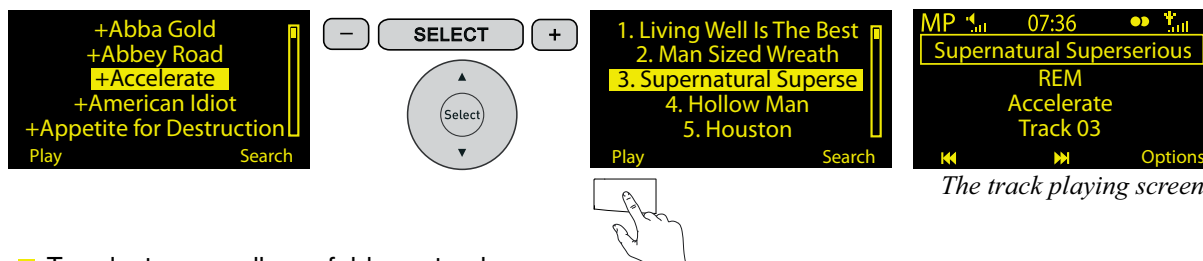 +Abba Gold
+Abbey Road
+Accelerate
+American Idiot
+Appetite for Destruction
Play Search
− SELECT +
Select
1. Living Well Is The Best
2. Man Sized Wreath
3. Supernatural Superse
4. Hollow Man
5. Houston
Play Search
MP 07:36
Supernatural Superserious
REM
Accelerate
Track 03
Options
The track playing screen